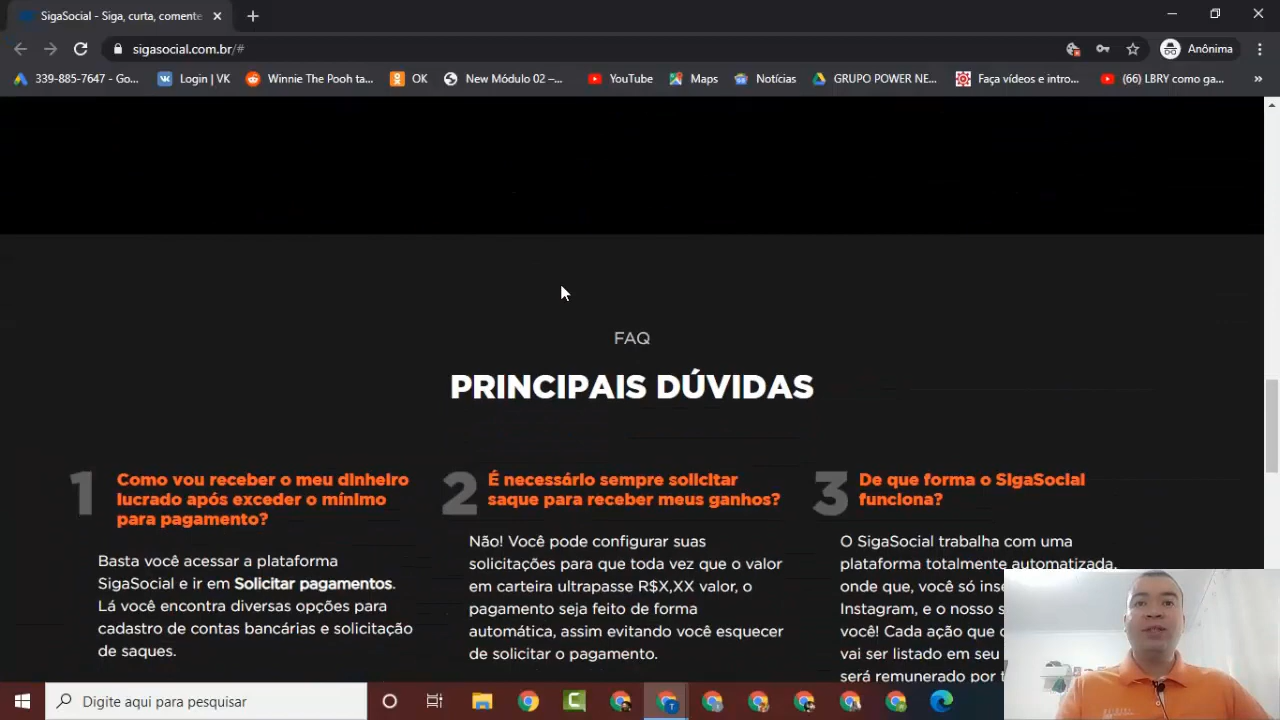 SigaSocial - Siga, curta, comente
sigasocial.com.br/#
Anônima
339-885-7647 - Go...
Login | VK
Winnie The Pooh ta...
OK
New Módulo 02 –...
YouTube
Maps
Notícias
GRUPO POWER NE...
Faça vídeos e intro...
(66) LBRY como ga...
FAQ
PRINCIPAIS DÚVIDAS
1
Como vou receber o meu dinheiro
lucrado após exceder o mínimo
para pagamento?
Basta você acessar a plataforma
SigaSocial e ir em Solicitar pagamentos.
Lá você encontra diversas opções para
cadastro de contas bancárias e solicitação
de saques.
2
É necessário sempre solicitar
saque para receber meus ganhos?
Não! Você pode configurar suas
solicitações para que toda vez que o valor
em carteira ultrapasse R$X,XX valor, o
pagamento seja feito de forma
automática, assim evitando você esquecer
de solicitar o pagamento.
3
De que forma o SigaSocial
funciona?
O SigaSocial trabalha com uma
plataforma totalmente automatizada,
onde que, você só
Instagram, e o nosso
você! Cada ação que
vai ser listado em seu
será remunerado por
Digite aqui para pesquisar